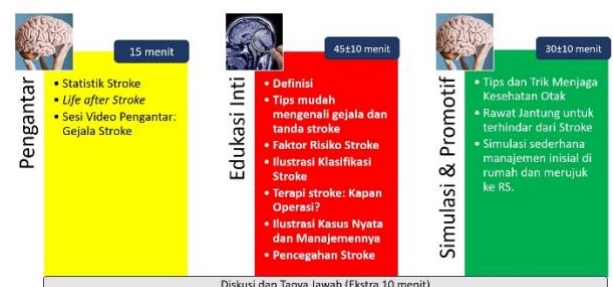 Pengantar
15 menit
• Statistik Stroke
• Life after Stroke
• Sesi Video Pengantar:
Gejala Stroke
Edukasi Inti
45±10 menit
• Definisi
• Tips mudah
mengenali gejala dan
tanda stroke
• Faktor Risiko Stroke
• Ilustrasi Klasifikasi
Stroke
• Terapi stroke: Kapan
Operasi?
• Ilustrasi Kasus Nyata
dan Manajemennya
• Pencegahan Stroke
Simulasi & Promotif
30±10 menit
• Tips dan Trik Menjaga
Kesehatan Otak
• Rawat Jantung untuk
terhindar dari Stroke
• Simulasi sederhana
manajemen inisial di
rumah dan merujuk
ke RS.
Diskusi dan Tanya Jawab (Ekstra 10 menit)